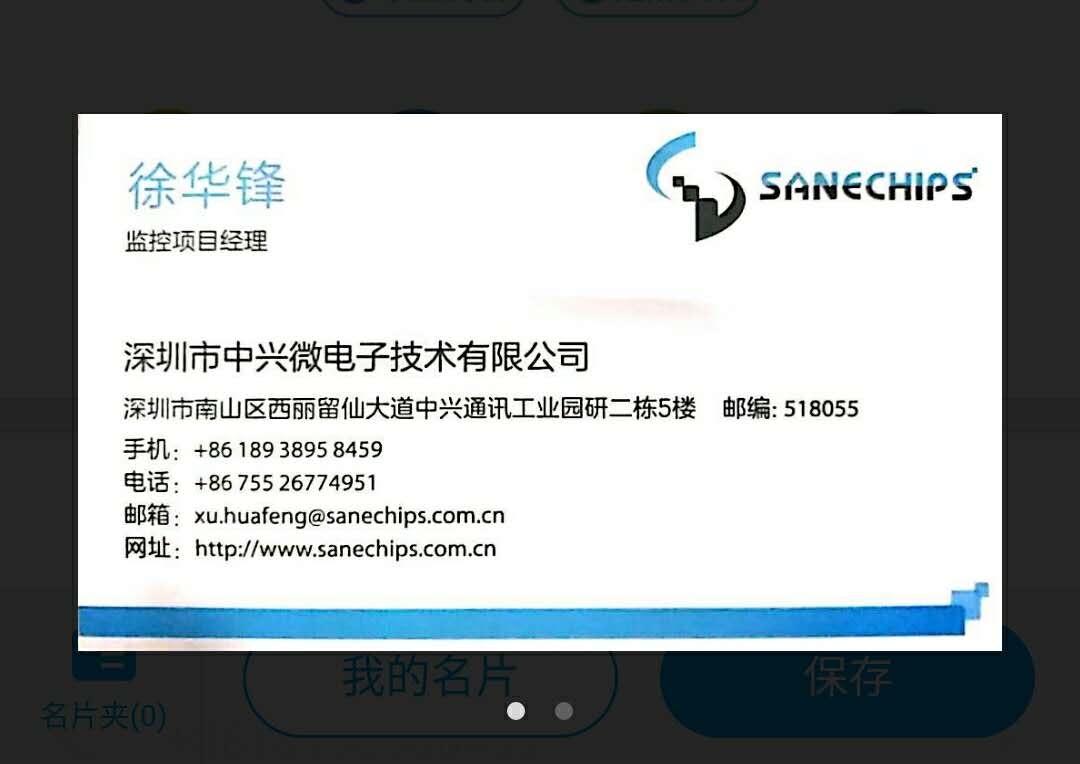 徐华锋
监控项目经理
SANECHIPS
深圳市中兴微电子技术有限公司
深圳市南山区西丽留仙大道中兴通讯工业园研二栋5楼 邮编: 518055
手机: +86 189 3895 8459
电话: +86 755 26774951
邮箱: xu.huafeng@sanechips.com.cn
网址: http://www.sanechips.com.cn
我的名片
保存
名片夹(0)